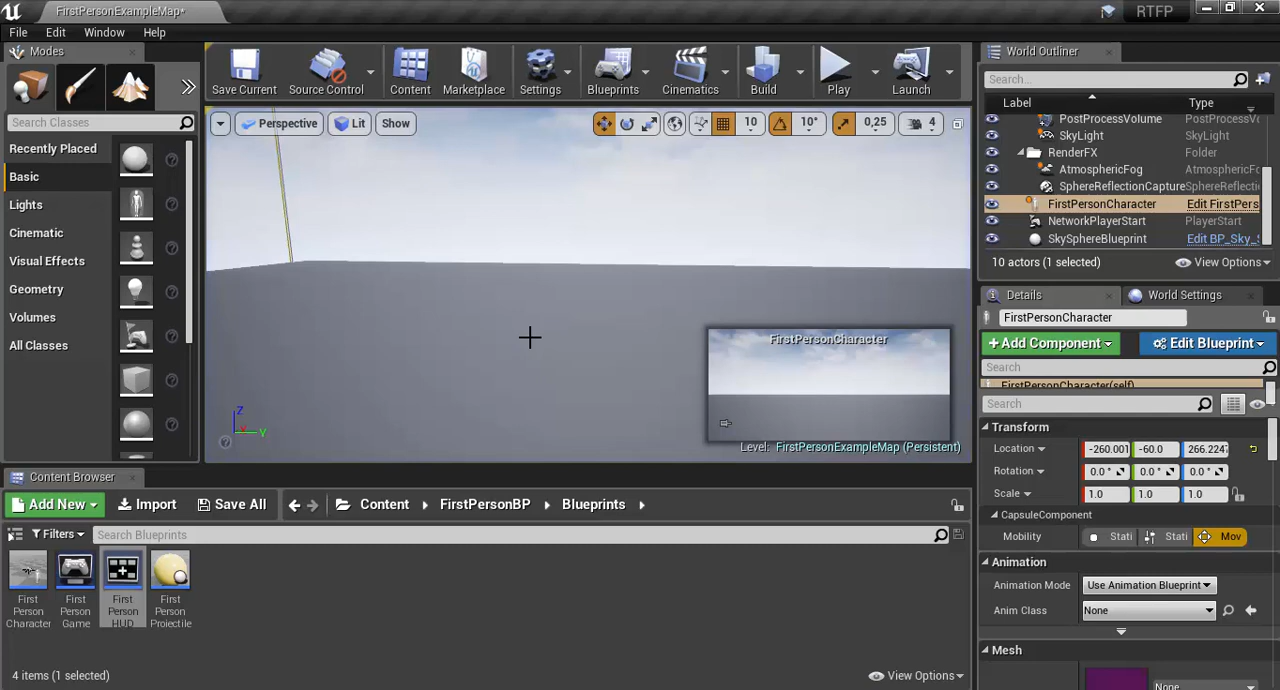 FirstPersonExampleMap*
RTFP
File Edit Window Help
Modes
Search Classes
Recently Placed
Basic
Lights
Cinematic
Visual Effects
Geometry
Volumes
All Classes
Save Current
Source Control
Content
Marketplace
Settings
Blueprints
Cinematics
Build
Play
Launch
Perspective
Lit
Show
10
10°
0,25
4
FirstPersonCharacter
Z
Y
Level: FirstPersonExampleMap (Persistent)
World Outliner
Search...
Label Type
PostProcessVolume PostProcessVo
SkyLight SkyLight
RenderFX Folder
AtmosphericFog AtmosphericFo
SphereReflectionCapture SphereReflectio
FirstPersonCharacter Edit FirstPers
NetworkPlayerStart PlayerStart
SkySphereBlueprint Edit BP_Sky_S
10 actors (1 selected) View Options
Details
World Settings
FirstPersonCharacter
+Add Component
Edit Blueprint
Search
FirstPersonCharacter(self)
Search
Transform
Location -260.001 -60.0 266.224
Rotation 0.0° 0.0° 0.0°
Scale 1.0 1.0 1.0
CapsuleComponent
Mobility Stati Stati Mov
Animation
Animation Mode Use Animation Blueprint
Anim Class None
Mesh
None
Content Browser
Add New Import Save All Content FirstPersonBP Blueprints
Filters Search Blueprints
First Person Character
First Person Game
First Person HUD
First Person Projectile
4 items (1 selected) View Options